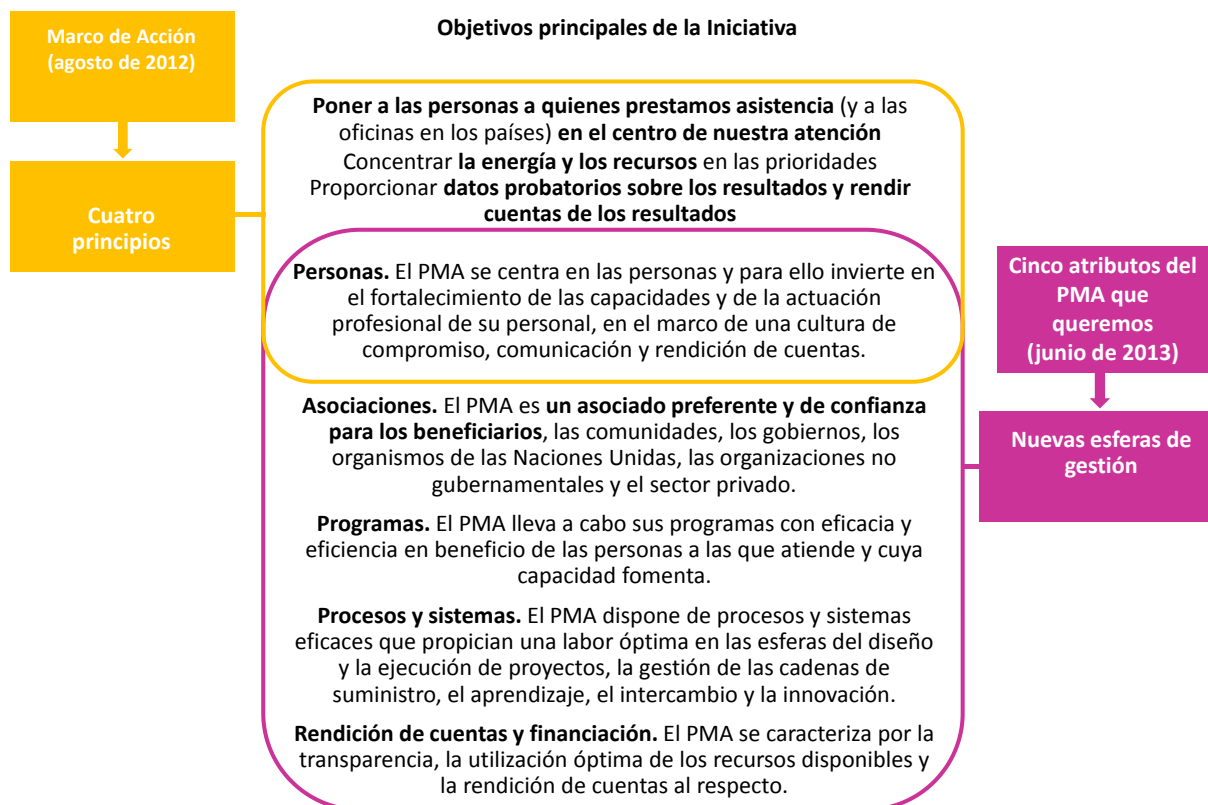 Objetivos principales de la Iniciativa
Marco de Acción
(agosto de 2012)
Cuatro
principios
Poner a las personas a quienes prestamos asistencia (y a las
oficinas en los países) en el centro de nuestra atención
Concentrar la energía y los recursos en las prioridades
Proporcionar datos probatorios sobre los resultados y rendir
cuentas de los resultados
Personas. El PMA se centra en las personas y para ello invierte en
el fortalecimiento de las capacidades y de la actuación
profesional de su personal, en el marco de una cultura de
compromiso, comunicación y rendición de cuentas.
Asociaciones. El PMA es un asociado preferente y de confianza
para los beneficiarios, las comunidades, los gobiernos, los
organismos de las Naciones Unidas, las organizaciones no
gubernamentales y el sector privado.
Programas. El PMA lleva a cabo sus programas con eficacia y
eficiencia en beneficio de las personas a las que atiende y cuya
capacidad fomenta.
Procesos y sistemas. El PMA dispone de procesos y sistemas
eficaces que propician una labor óptima en las esferas del diseño
y la ejecución de proyectos, la gestión de las cadenas de
suministro, el aprendizaje, el intercambio y la innovación.
Rendición de cuentas y financiación. El PMA se caracteriza por la
transparencia, la utilización óptima de los recursos disponibles y
la rendición de cuentas al respecto.
Cinco atributos del
PMA que
queremos
(junio de 2013)
Nuevas esferas de
gestión